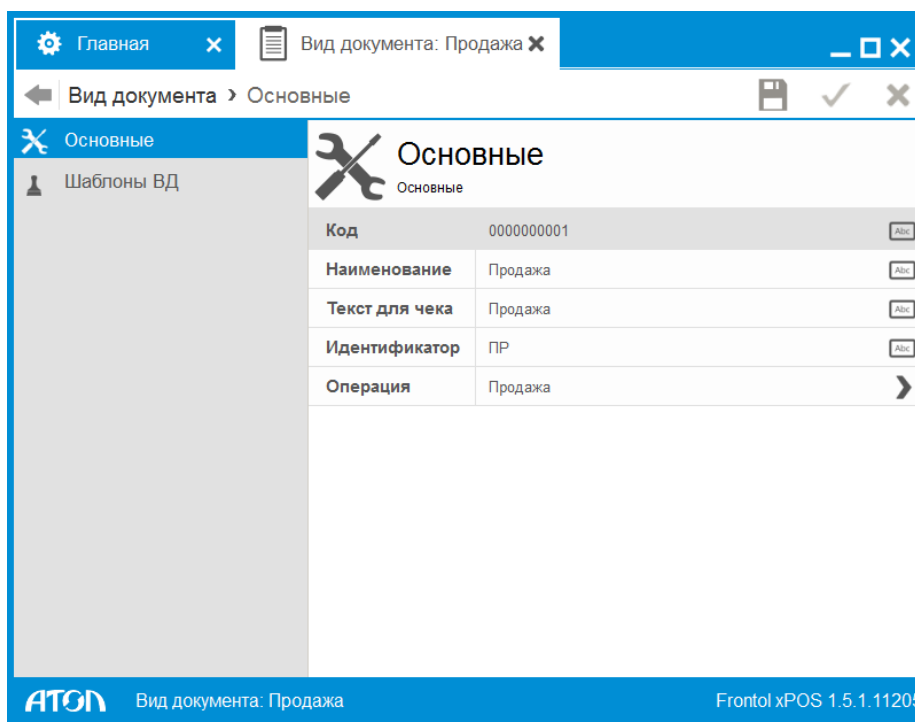 Главная
Вид документа: Продажа
Вид документа › Основные
Основные
Шаблоны ВД
Основные
Основные
Код 0000000001 Abc
Наименование Продажа Abc
Текст для чека Продажа Abc
Идентификатор ПР Abc
Операция Продажа
АТОЛ Вид документа: Продажа Frontol xPOS 1.5.1.11205